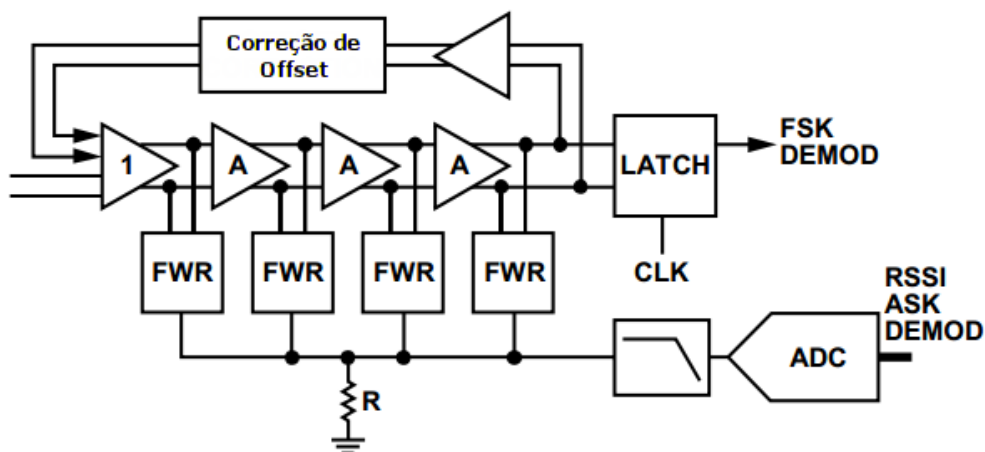 Correção de
Offset
1
A
A
A
LATCH
FSK
DEMOD
FWR
FWR
FWR
FWR
CLK
RSSI
ASK
DEMOD
ADC
R